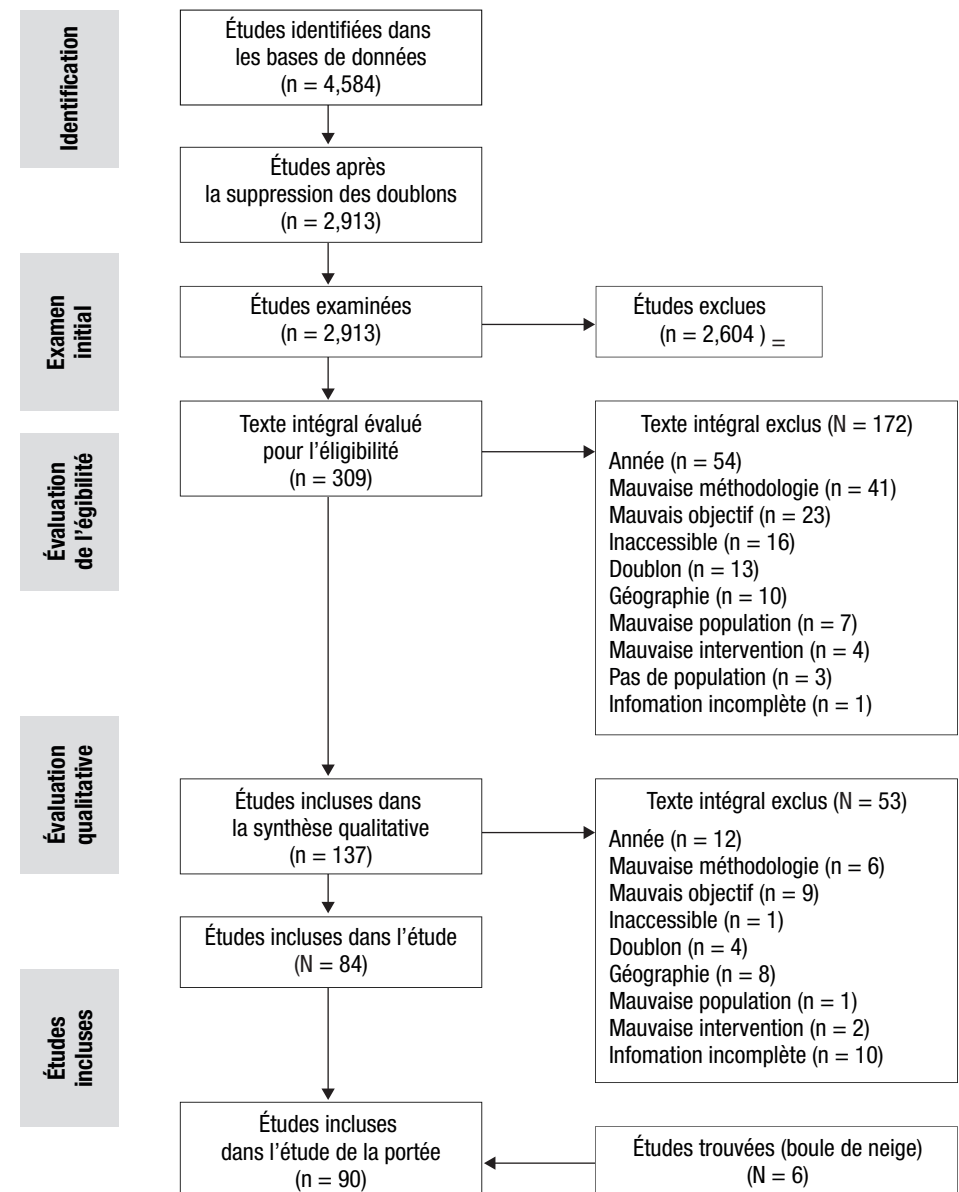 Identification
Études identifiées dans
les bases de données
(n = 4,584)
Études après
la suppression des doublons
(n = 2,913)
Examen
initial
Études examinées
(n = 2,913)
Études exclues
(n = 2,604 ) =
Évaluation
de l'égibilité
Texte intégral évalué
pour l'éligibilité
(n = 309)
Texte intégral exclus (N = 172)
Année (n = 54)
Mauvaise méthodologie (n = 41)
Mauvais objectif (n = 23)
Inaccessible (n = 16)
Doublon (n = 13)
Géographie (n = 10)
Mauvaise population (n = 7)
Mauvaise intervention (n = 4)
Pas de population (n = 3)
Infomation incomplète (n = 1)
Évaluation
qualitative
Études incluses dans
la synthèse qualitative
(n = 137)
Texte intégral exclus (N = 53)
Année (n = 12)
Mauvaise méthodologie (n = 6)
Mauvais objectif (n = 9)
Inaccessible (n = 1)
Doublon (n = 4)
Géographie (n = 8)
Mauvaise population (n = 1)
Mauvaise intervention (n = 2)
Infomation incomplète (n = 10)
Études incluses dans l'étude
(N = 84)
Études
incluses
Études incluses
dans l'étude de la portée
(n = 90)
Études trouvées (boule de neige)
(N = 6)